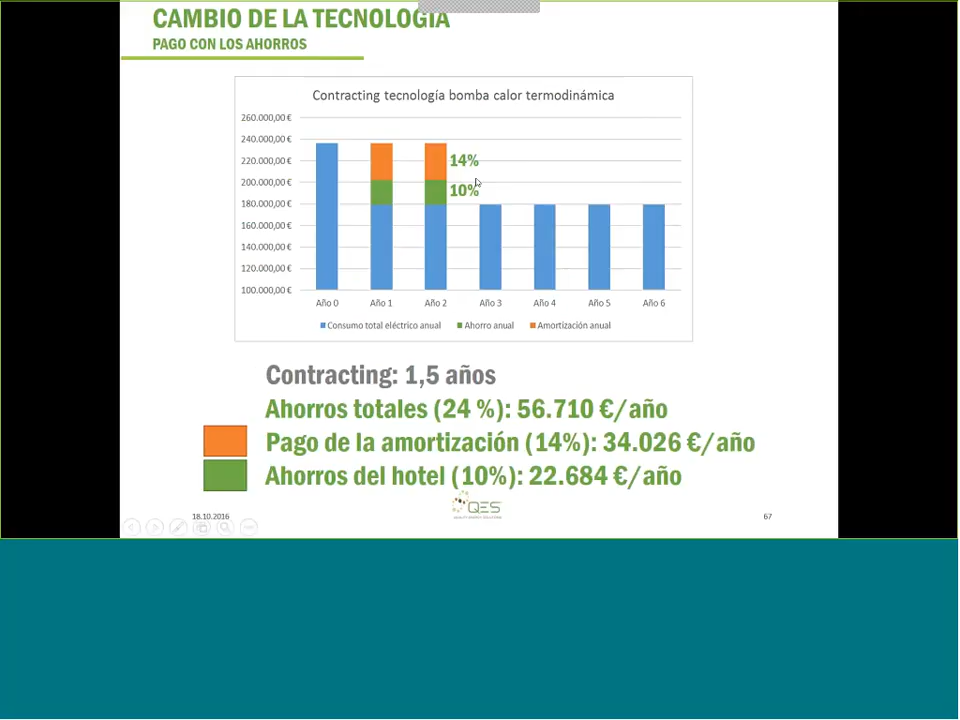 CAMBIO DE LA TECNOLOGÍA
PAGO CON LOS AHORROS
Contracting tecnología bomba calor termodinámica
260.000,00 €
240.000,00 €
220.000,00 €
200.000,00 €
180.000,00 €
160.000,00 €
140.000,00 €
120.000,00 €
100.000,00 €
14%
10%
Año 0 Año 1 Año 2 Año 3 Año 4 Año 5 Año 6
Consumo total eléctrico anual Ahorro anual Amortización anual
Contracting: 1,5 años
Ahorros totales (24 %): 56.710 €/año
Pago de la amortización (14%): 34.026 €/año
Ahorros del hotel (10%): 22.684 €/año
QES
18.10.2016
67